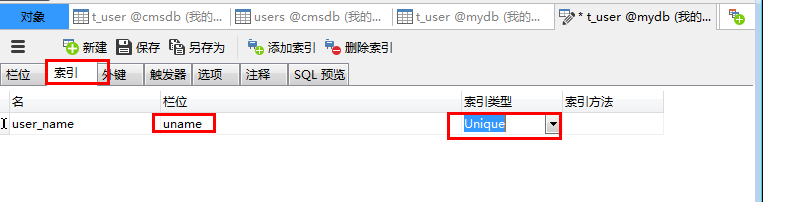 对象 t_user @cmsdb (我的... users @cmsdb (我的... t_user @mydb (我的... * t_user @mydb (我的...
新建 保存 另存为 添加索引 删除索引
栏位 索引 外键 触发器 选项 注释 SQL 预览
名 栏位 索引类型 索引方法
user_name uname Unique